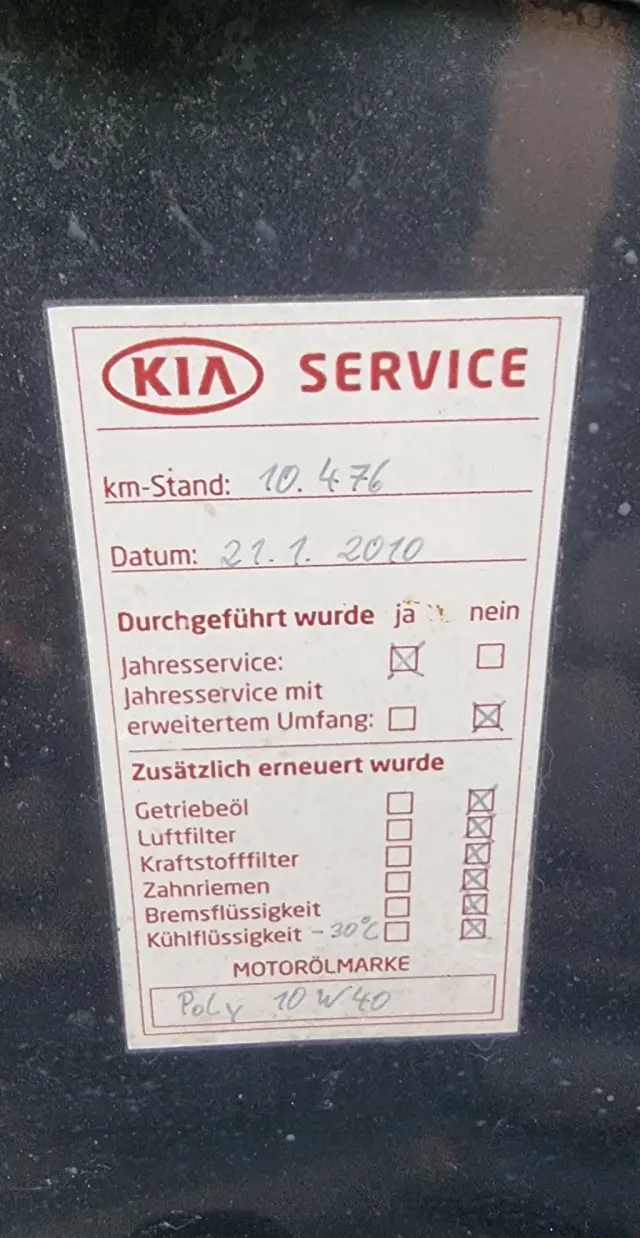 KIA SERVICE
km-Stand: 10.476
Datum: 21.1.2010
Durchgeführt wurde ja nein
Jahresservice:
Jahresservice mit
erweitertem Umfang:
Zusätzlich erneuert wurde
Getriebeöl
Luftfilter
Kraftstofffilter
Zahnriemen
Bremsflüssigkeit
Kühlflüssigkeit -30°C
MOTORÖLMARKE
Poly 10W40